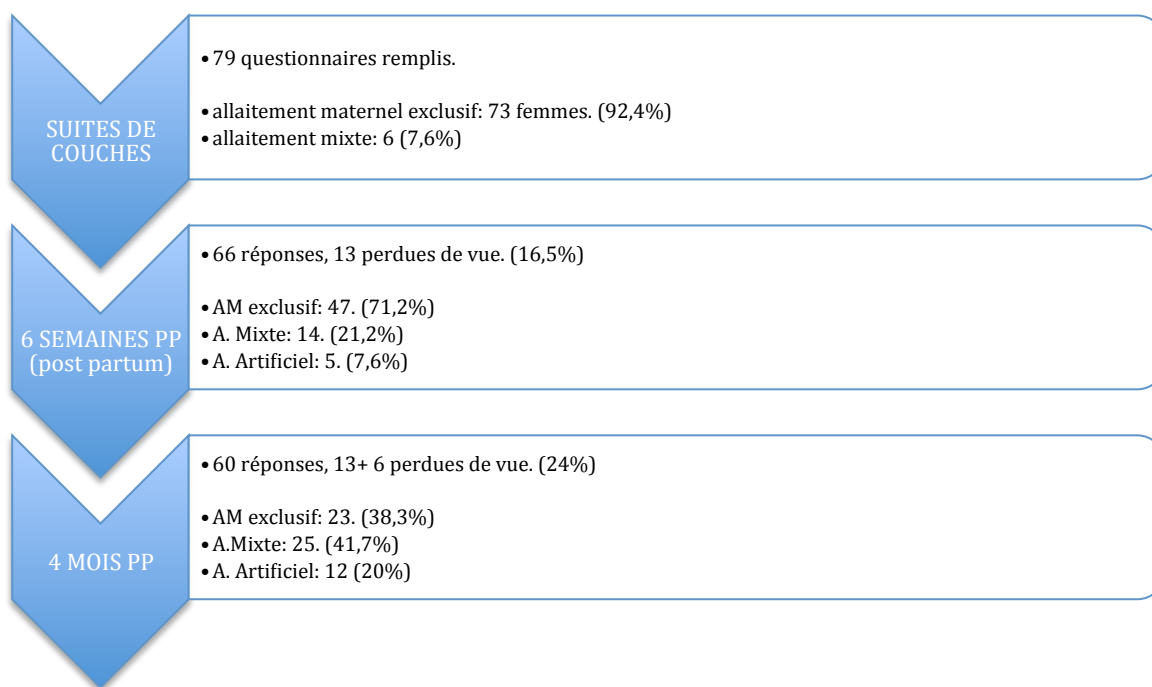 SUITES DE
COUCHES
• 79 questionnaires remplis.
• allaitement maternel exclusif: 73 femmes. (92,4%)
• allaitement mixte: 6 (7,6%)
6 SEMAINES PP
(post partum)
• 66 réponses, 13 perdues de vue. (16,5%)
• AM exclusif: 47. (71,2%)
• A. Mixte: 14. (21,2%)
• A. Artificiel: 5. (7,6%)
4 MOIS PP
• 60 réponses, 13+ 6 perdues de vue. (24%)
• AM exclusif: 23. (38,3%)
• A.Mixte: 25. (41,7%)
• A. Artificiel: 12 (20%)